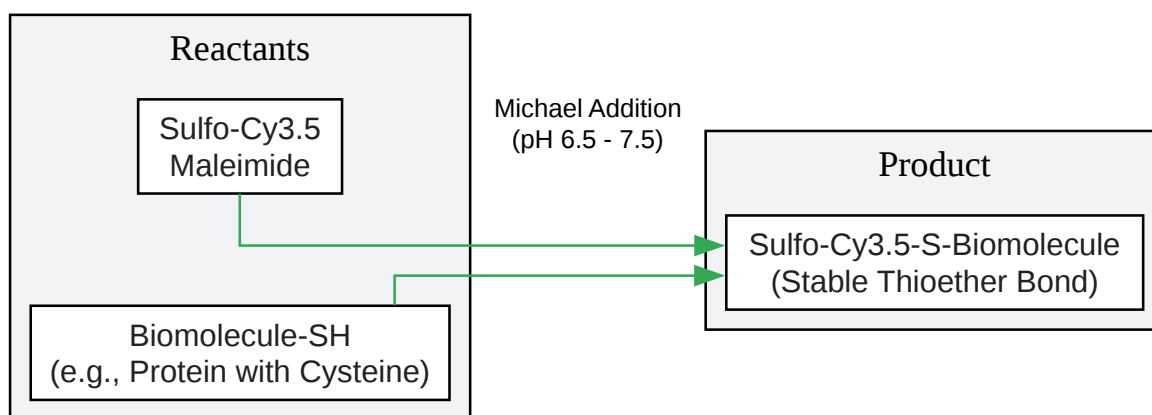 Reactants
Sulfo-Cy3.5
Maleimide
Biomolecule-SH
(e.g., Protein with Cysteine)
Michael Addition
(pH 6.5 - 7.5)
Product
Sulfo-Cy3.5-S-Biomolecule
(Stable Thioether Bond)